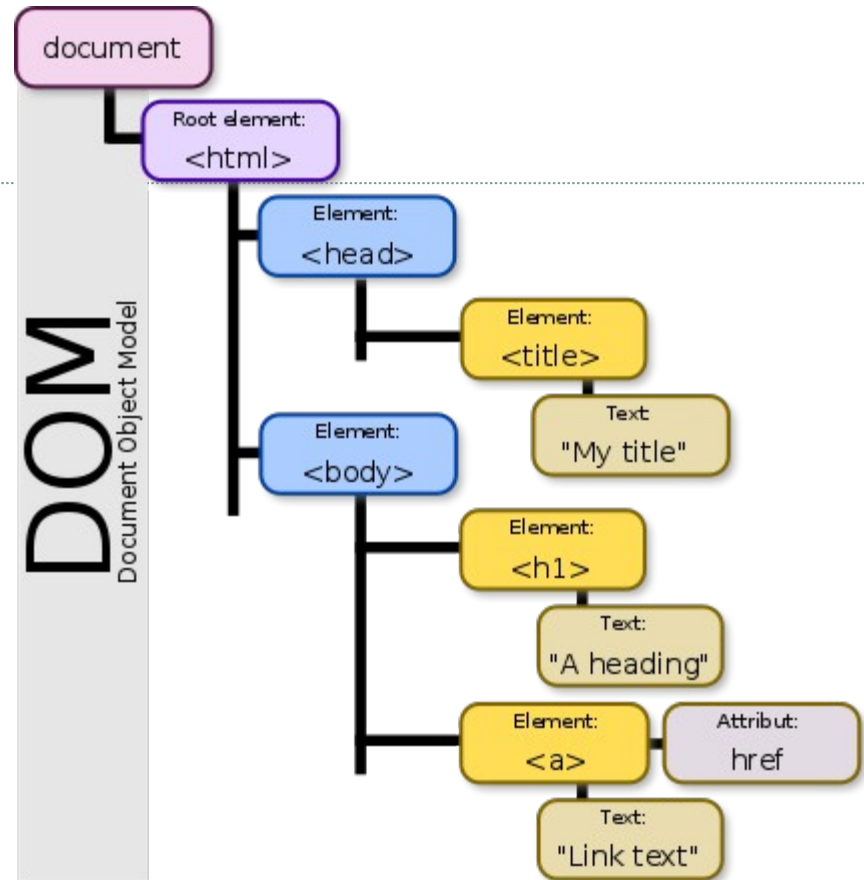 document
Root element:
<html>
Element:
<head>
Element:
<title>
Text
"My title"
Element:
<body>
Element:
<h1>
Text:
"A heading"
Element:
<a>
Attribut:
href
Text:
"Link text"
DOM
Document Object Model